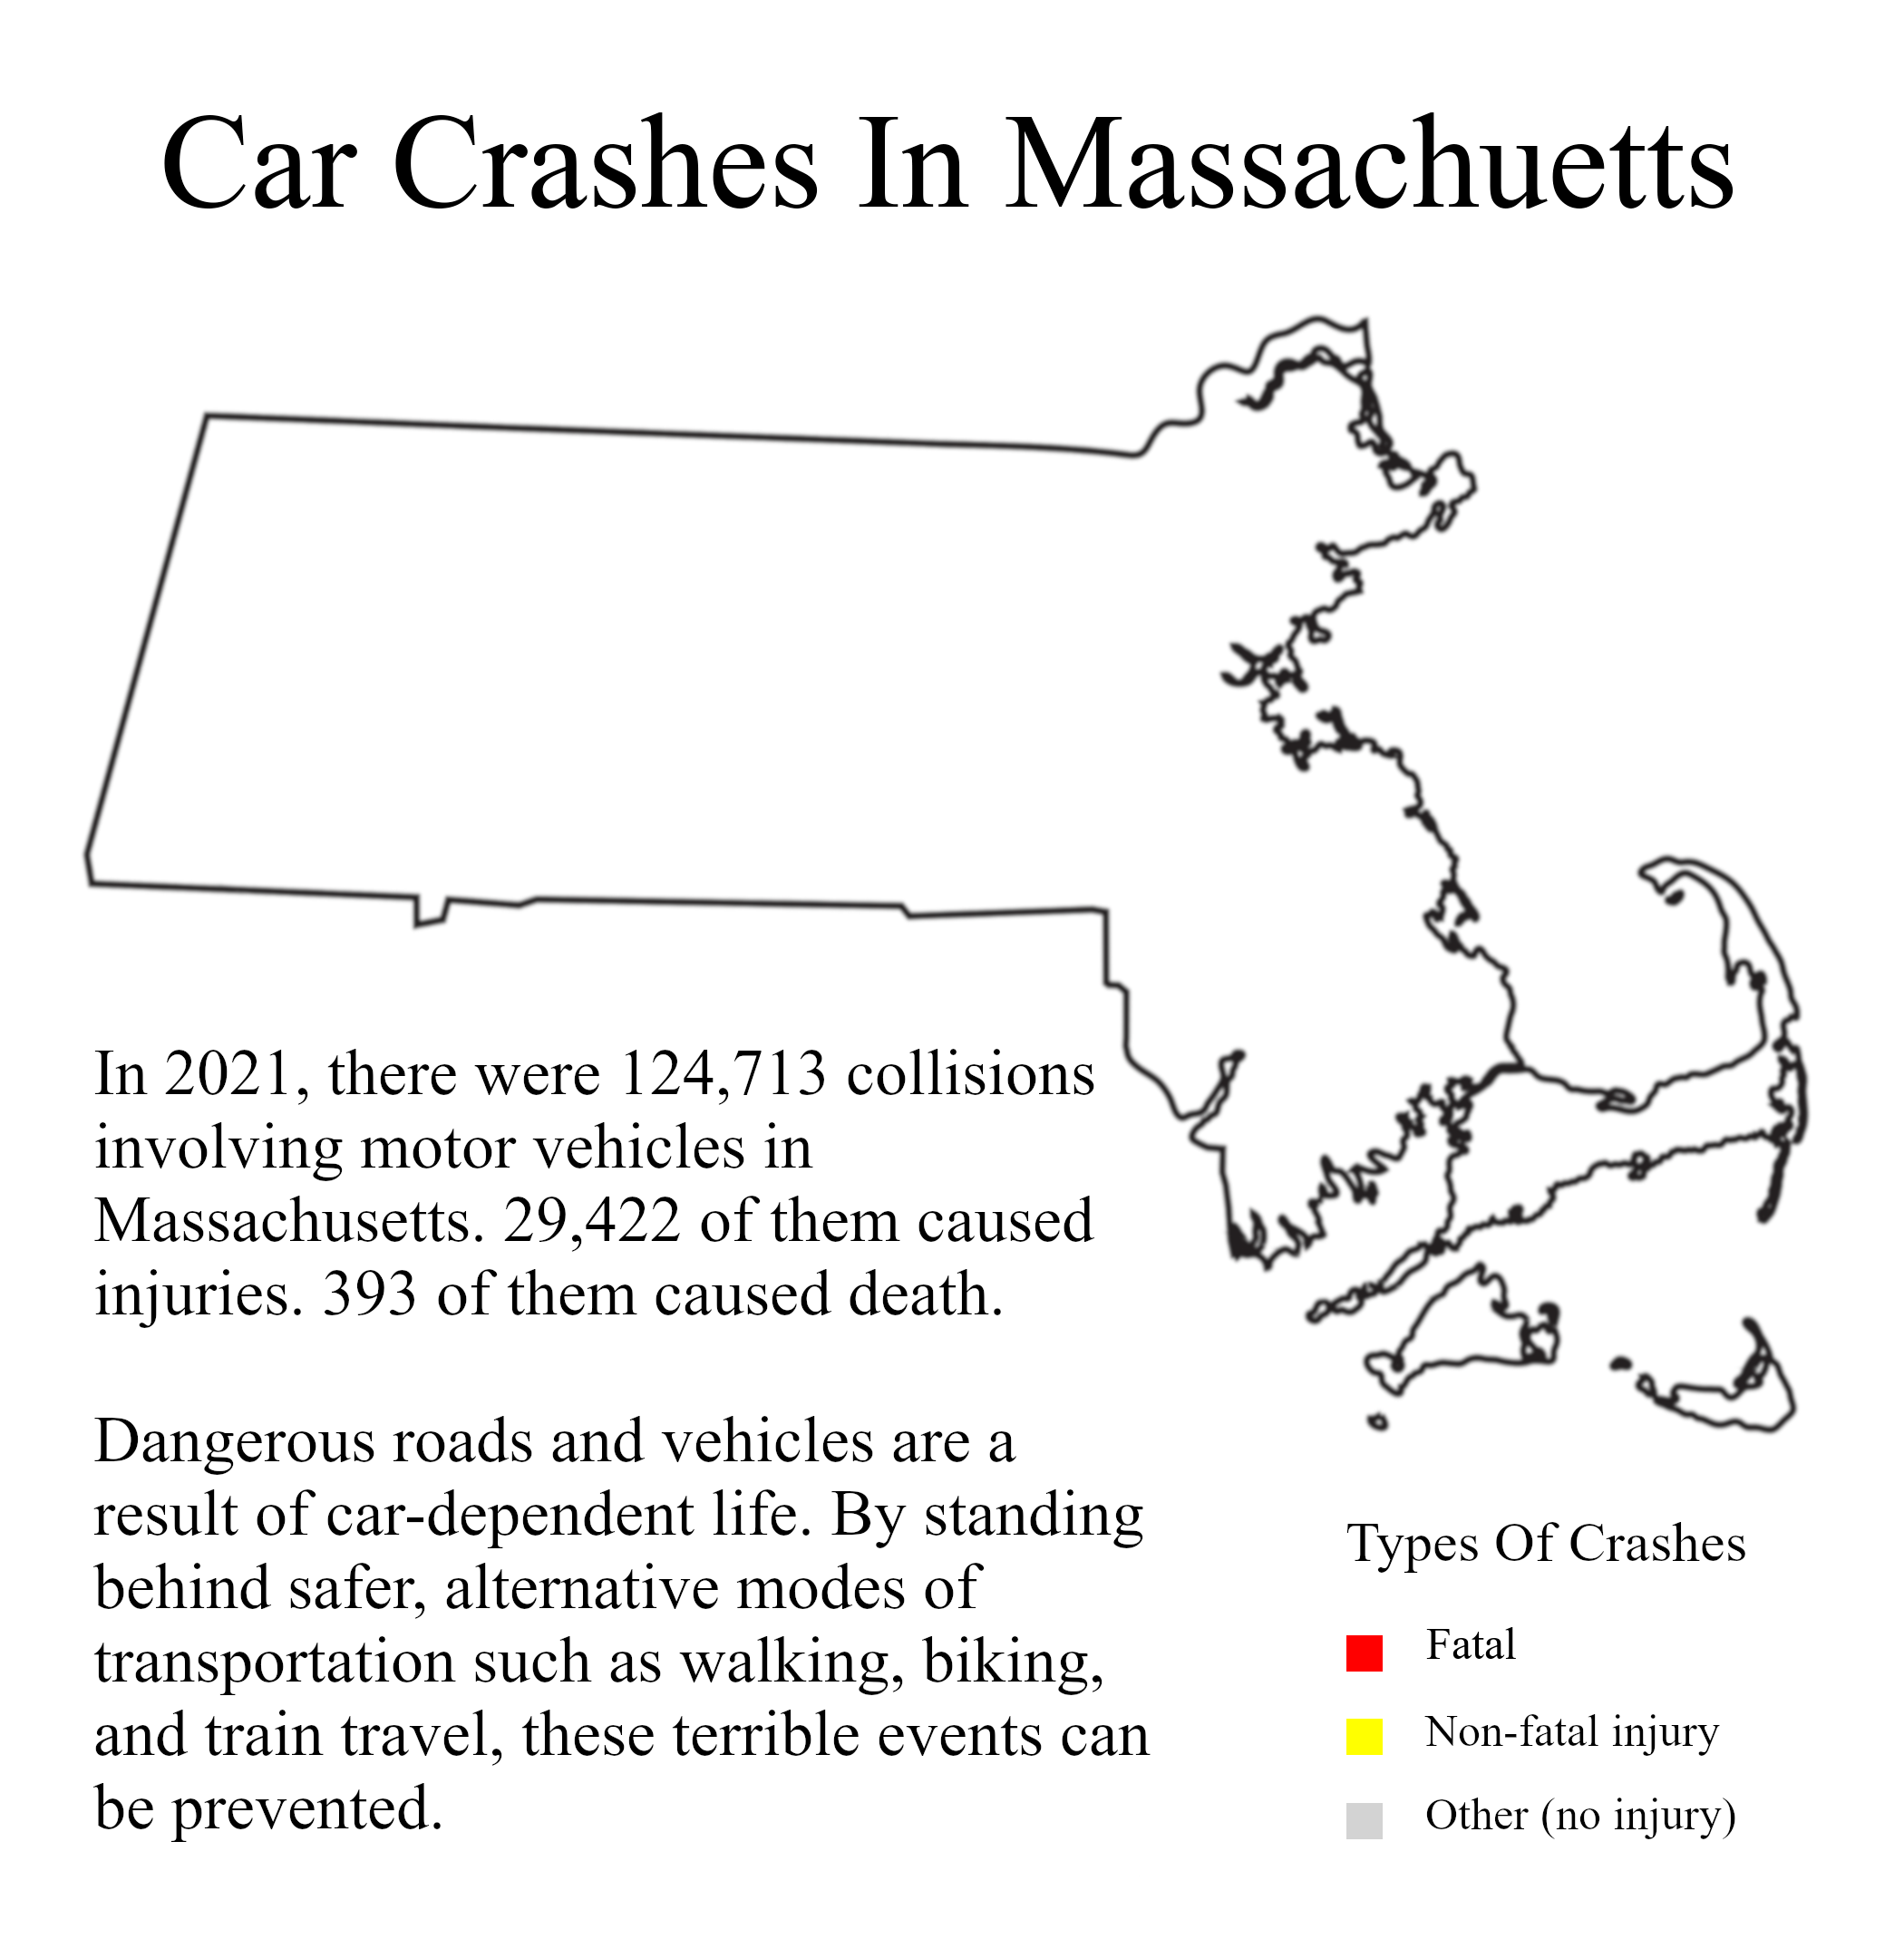 Car Crashes In Massachuetts
In 2021, there were 124,713 collisions
involving motor vehicles in
Massachusetts. 29,422 of them caused
injuries. 393 of them caused death.
Dangerous roads and vehicles are a
result of car-dependent life. By standing
behind safer, alternative modes of
transportation such as walking, biking,
and train travel, these terrible events can
be prevented.
Types Of Crashes
Fatal
Non-fatal injury
Other (no injury)